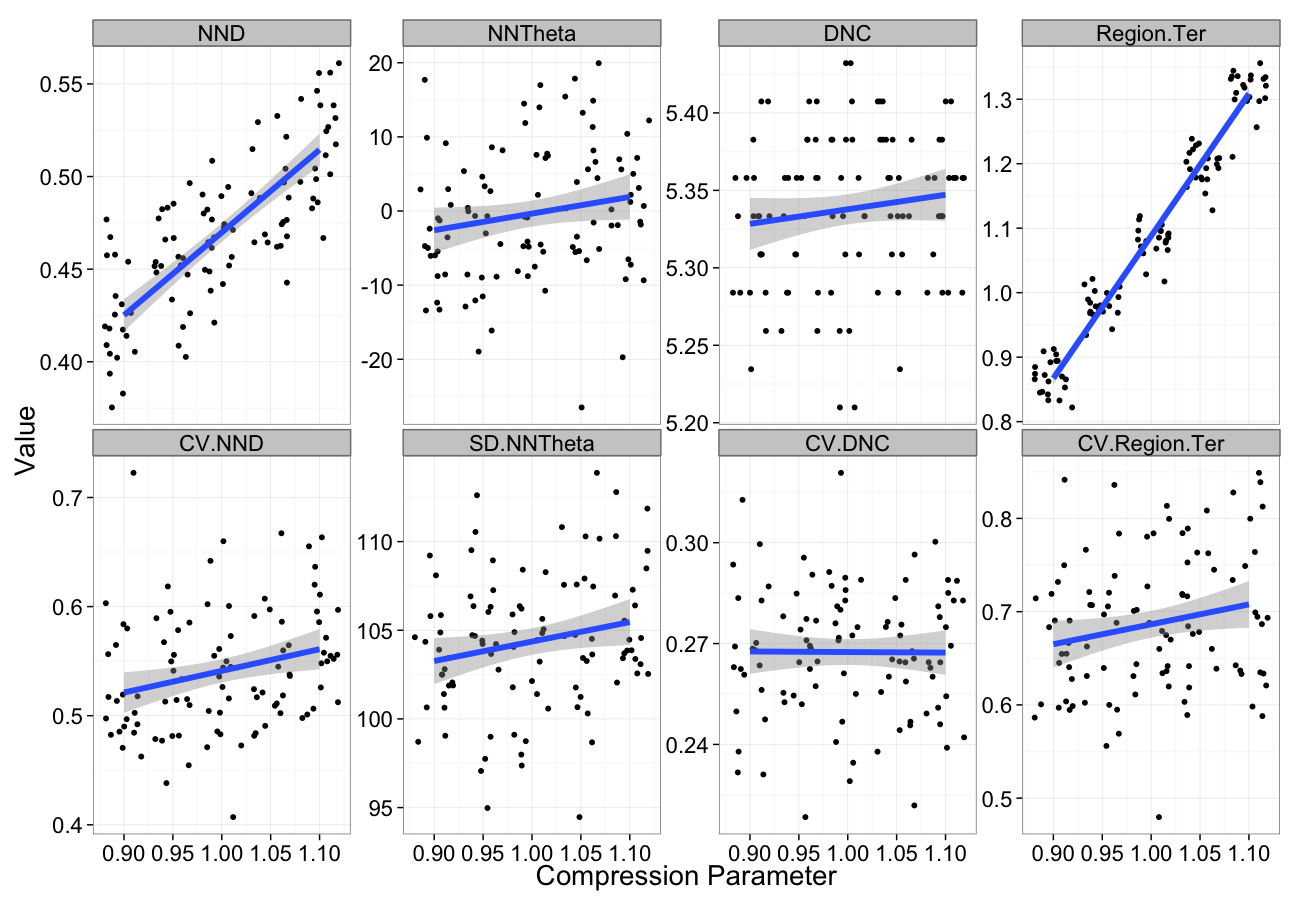 NND NNTheta DNC Region.Ter
0.55 20 5.40 1.3
0.50 10 5.35 1.2
0.45 0 5.30 1.1
0.40 -10 5.25 1.0
-20 5.20 0.9
0.8
Value
CV.NND SD.NNTheta CV.DNC CV.Region.Ter
0.7 110 0.30 0.8
0.6 105 0.27 0.7
0.5 100 0.24 0.6
0.4 95 0.5
0.90 0.95 1.00 1.05 1.10 0.90 0.95 1.00 1.05 1.10 0.90 0.95 1.00 1.05 1.10 0.90 0.95 1.00 1.05 1.10
Compression Parameter